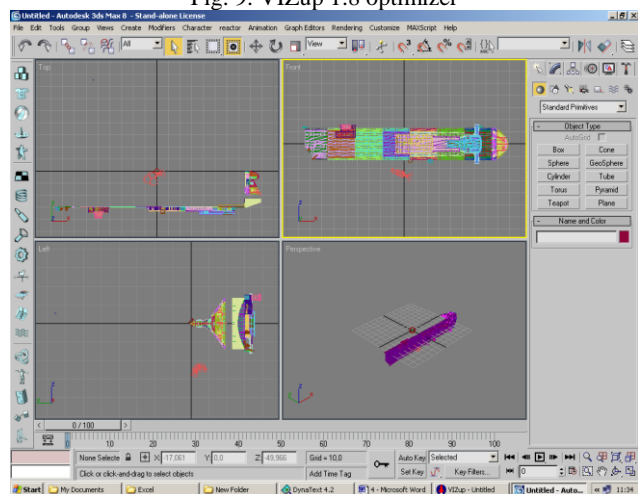 Fig. 9. VIZup 1.8 optimizer
Untitled - Autodesk 3ds Max 8 - Stand-alone License
File Edit Tools Group Views Create Modifiers Character reactor Animation Graph Editors Rendering Customize MAXScript Help
All
View
Top
Front
Left
Perspective
Standard Primitives
Object Type
AutoGrid
Box Cone
Sphere GeoSphere
Cylinder Tube
Torus Pyramid
Teapot Plane
Name and Color
0 / 100
0 10 20 30 40 50 60 70 80 90 100
None Selecte X: -17,061 Y: 0,0 Z: -49,966 Grid = 10,0 Auto Key Selected
Click or click-and-drag to select objects Add Time Tag Set Key Key Filters... 0
Start My Documents Excel New Folder DynaText 4.2 4 - Microsoft Word VIZup - Untitled Untitled - Auto... 11:34